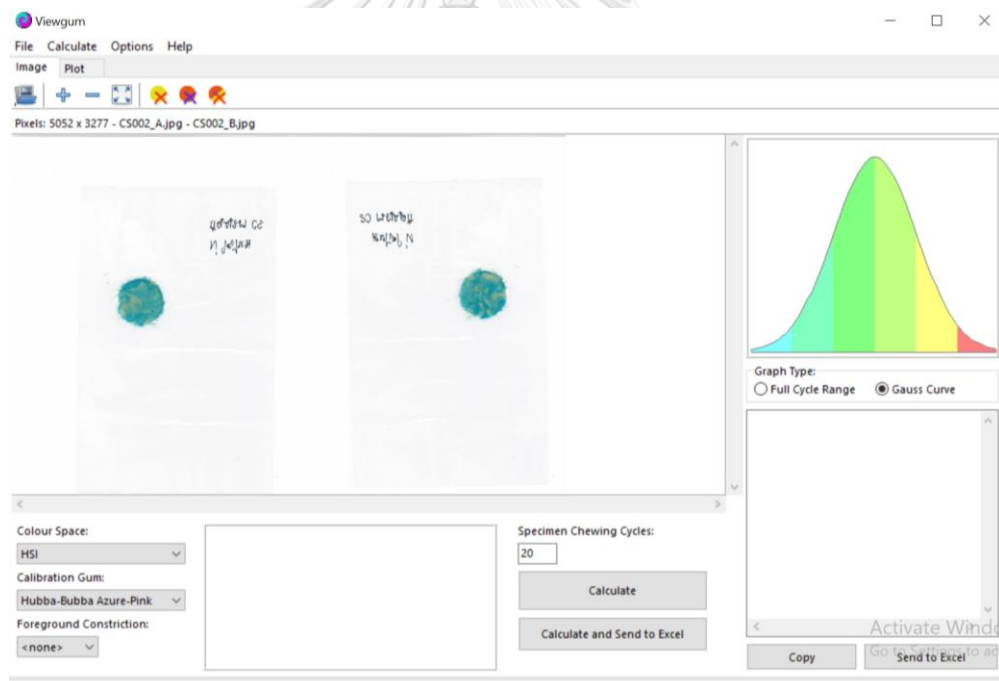 Viewgum
File Calculate Options Help
Image Plot
Pixels: 5052 x 3277 - CS002_A.jpg - CS002_B.jpg
Graph Type:
Full Cycle Range Gauss Curve
Colour Space:
HSI
Calibration Gum:
Hubba-Bubba Azure-Pink
Foreground Constriction:
<none>
Specimen Chewing Cycles:
20
Calculate
Calculate and Send to Excel
Activate Windo
Go to Settings to ac
Copy Send to Excel